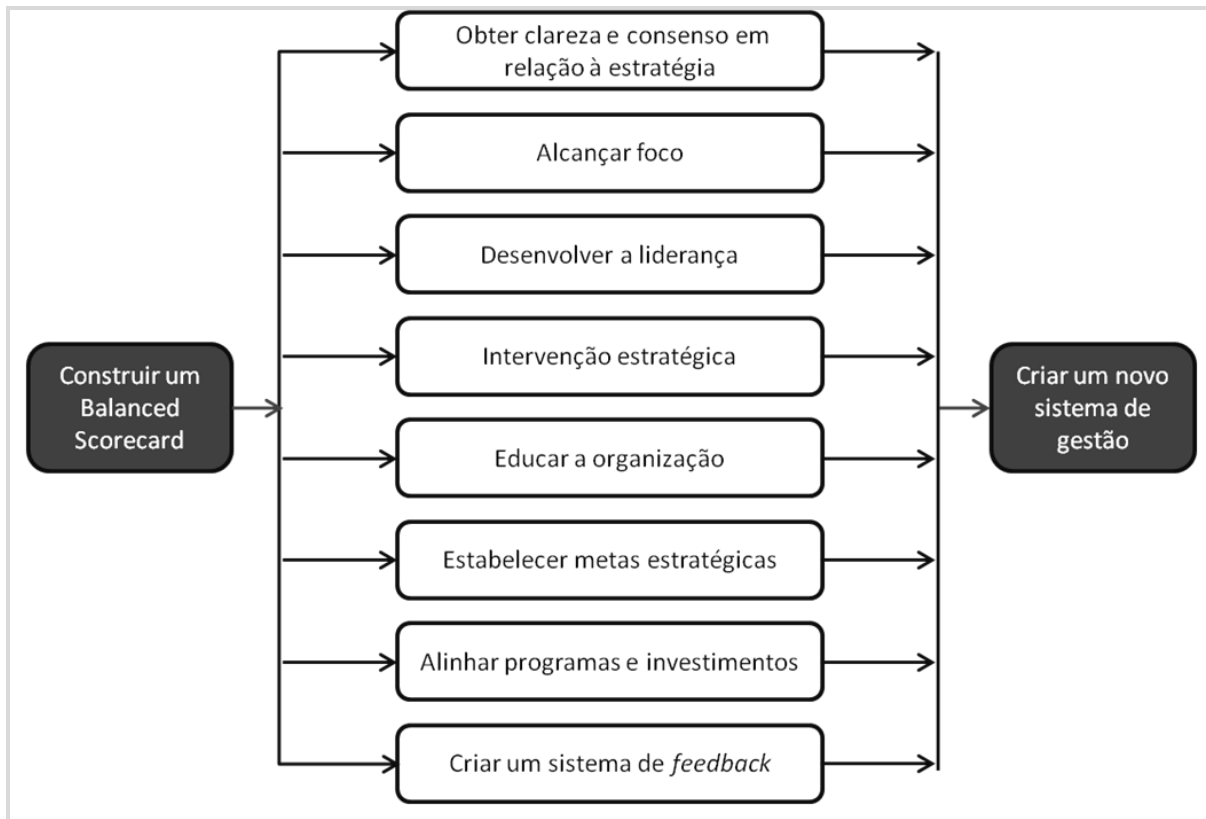 Obter clareza e consenso em
relação à estratégia
Alcançar foco
Desenvolver a liderança
Intervenção estratégica
Construir um
Balanced
Scorecard
Criar um novo
sistema de
gestão
Educar a organização
Estabelecer metas estratégicas
Alinhar programas e investimentos
Criar um sistema de feedback